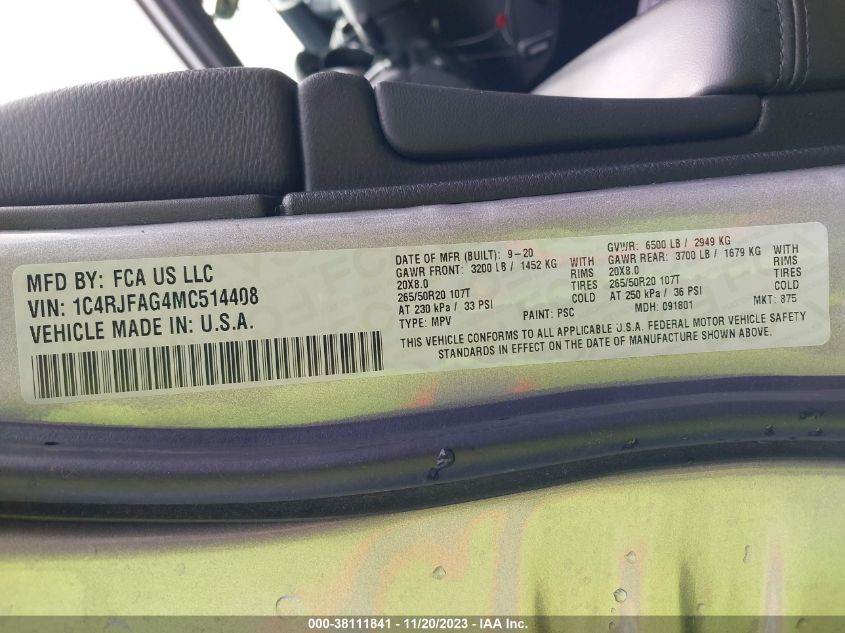 MFD BY: FCA US LLC
VIN: 1C4RJFAG4MC514408
VEHICLE MADE IN: U.S.A.
DATE OF MFR (BUILT): 9-20
GAWR FRONT: 3200 LB / 1452 KG WITH
20X8.0 RIMS
265/50R20 107T TIRES
AT 230 kPa / 33 PSI COLD
TYPE: MPV PAINT: PSC
GVWR: 6500 LB / 2949 KG
GAWR REAR: 3700 LB / 1679 KG WITH
20X8.0 RIMS
265/50R20 107T TIRES
AT 250 kPa / 36 PSI COLD
MDH: 091801 MKT: 875
THIS VEHICLE CONFORMS TO ALL APPLICABLE U.S.A. FEDERAL MOTOR VEHICLE SAFETY
STANDARDS IN EFFECT ON THE DATE OF MANUFACTURE SHOWN ABOVE.
000-38111841 - 11/20/2023 - IAA Inc.